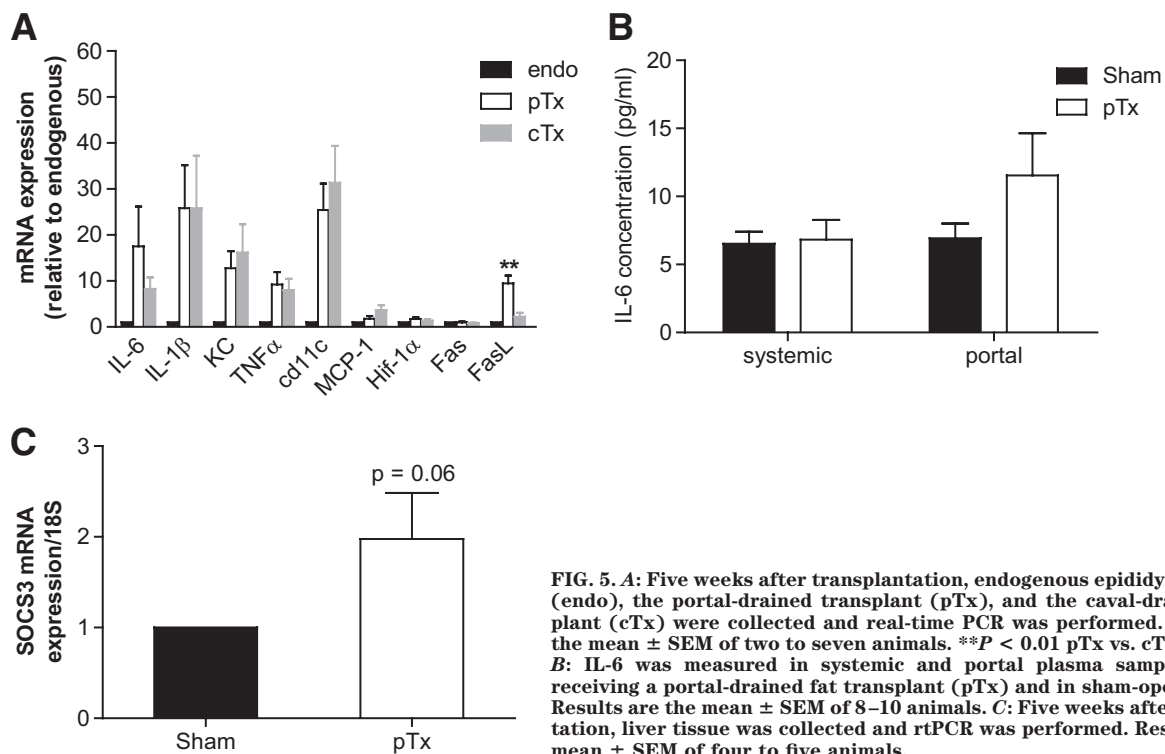 A
60
50
40
30
20
10
0
mRNA expression
(relative to endogenous)
endo
pTx
cTx
**
IL-6
IL-1β
KC
TNFα
cd11c
MCP-1
Hif-1α
Fas
FasL
B
20
15
10
5
0
IL-6 concentration (pg/ml)
Sham
pTx
systemic
portal
C
3
2
1
0
SOCS3 mRNA
expression/18S
p = 0.06
Sham
pTx
FIG. 5. A: Five weeks after transplantation, endogenous epididy
(endo), the portal-drained transplant (pTx), and the caval-dra
plant (cTx) were collected and real-time PCR was performed.
the mean ± SEM of two to seven animals. **P < 0.01 pTx vs. cT
B: IL-6 was measured in systemic and portal plasma samp
receiving a portal-drained fat transplant (pTx) and in sham-ope
Results are the mean ± SEM of 8–10 animals. C: Five weeks afte
tation, liver tissue was collected and rtPCR was performed. Res
mean ± SEM of four to five animals.